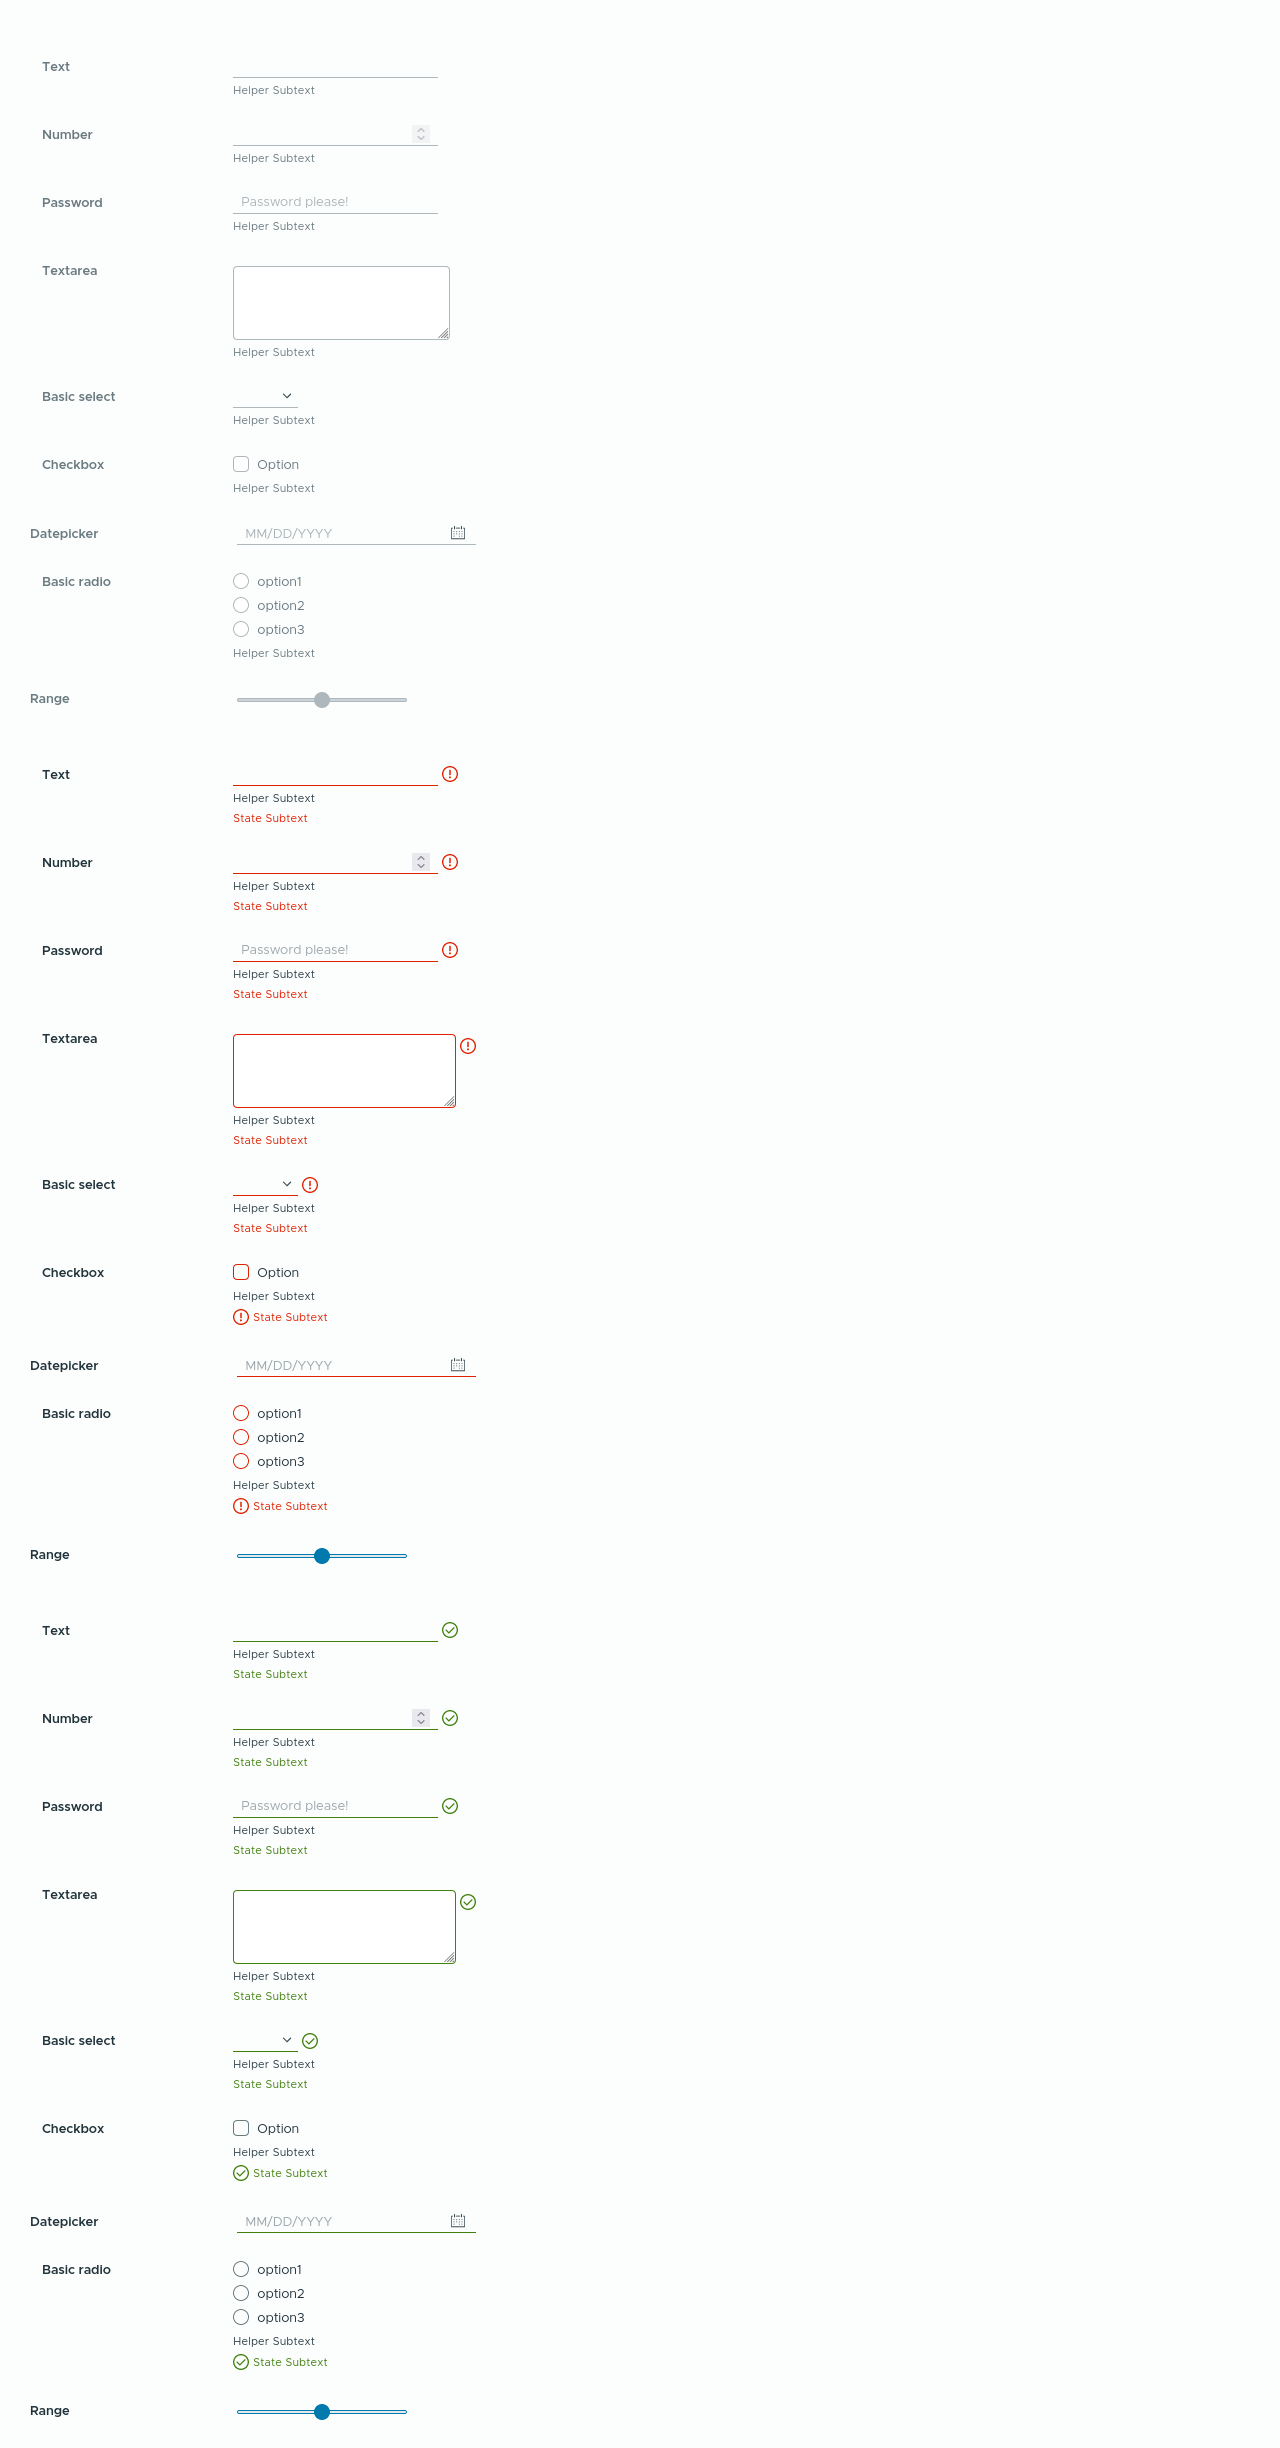 Text
Helper Subtext
Number
Helper Subtext
Password Password please!
Helper Subtext
Textarea
Helper Subtext
Basic select
Helper Subtext
Checkbox Option
Helper Subtext
Datepicker MM/DD/YYYY
Basic radio option1
option2
option3
Helper Subtext
Range
Text
Helper Subtext
State Subtext
Number
Helper Subtext
State Subtext
Password Password please!
Helper Subtext
State Subtext
Textarea
Helper Subtext
State Subtext
Basic select
Helper Subtext
State Subtext
Checkbox Option
Helper Subtext
State Subtext
Datepicker MM/DD/YYYY
Basic radio option1
option2
option3
Helper Subtext
State Subtext
Range
Text
Helper Subtext
State Subtext
Number
Helper Subtext
State Subtext
Password Password please!
Helper Subtext
State Subtext
Textarea
Helper Subtext
State Subtext
Basic select
Helper Subtext
State Subtext
Checkbox Option
Helper Subtext
State Subtext
Datepicker MM/DD/YYYY
Basic radio option1
option2
option3
Helper Subtext
State Subtext
Range